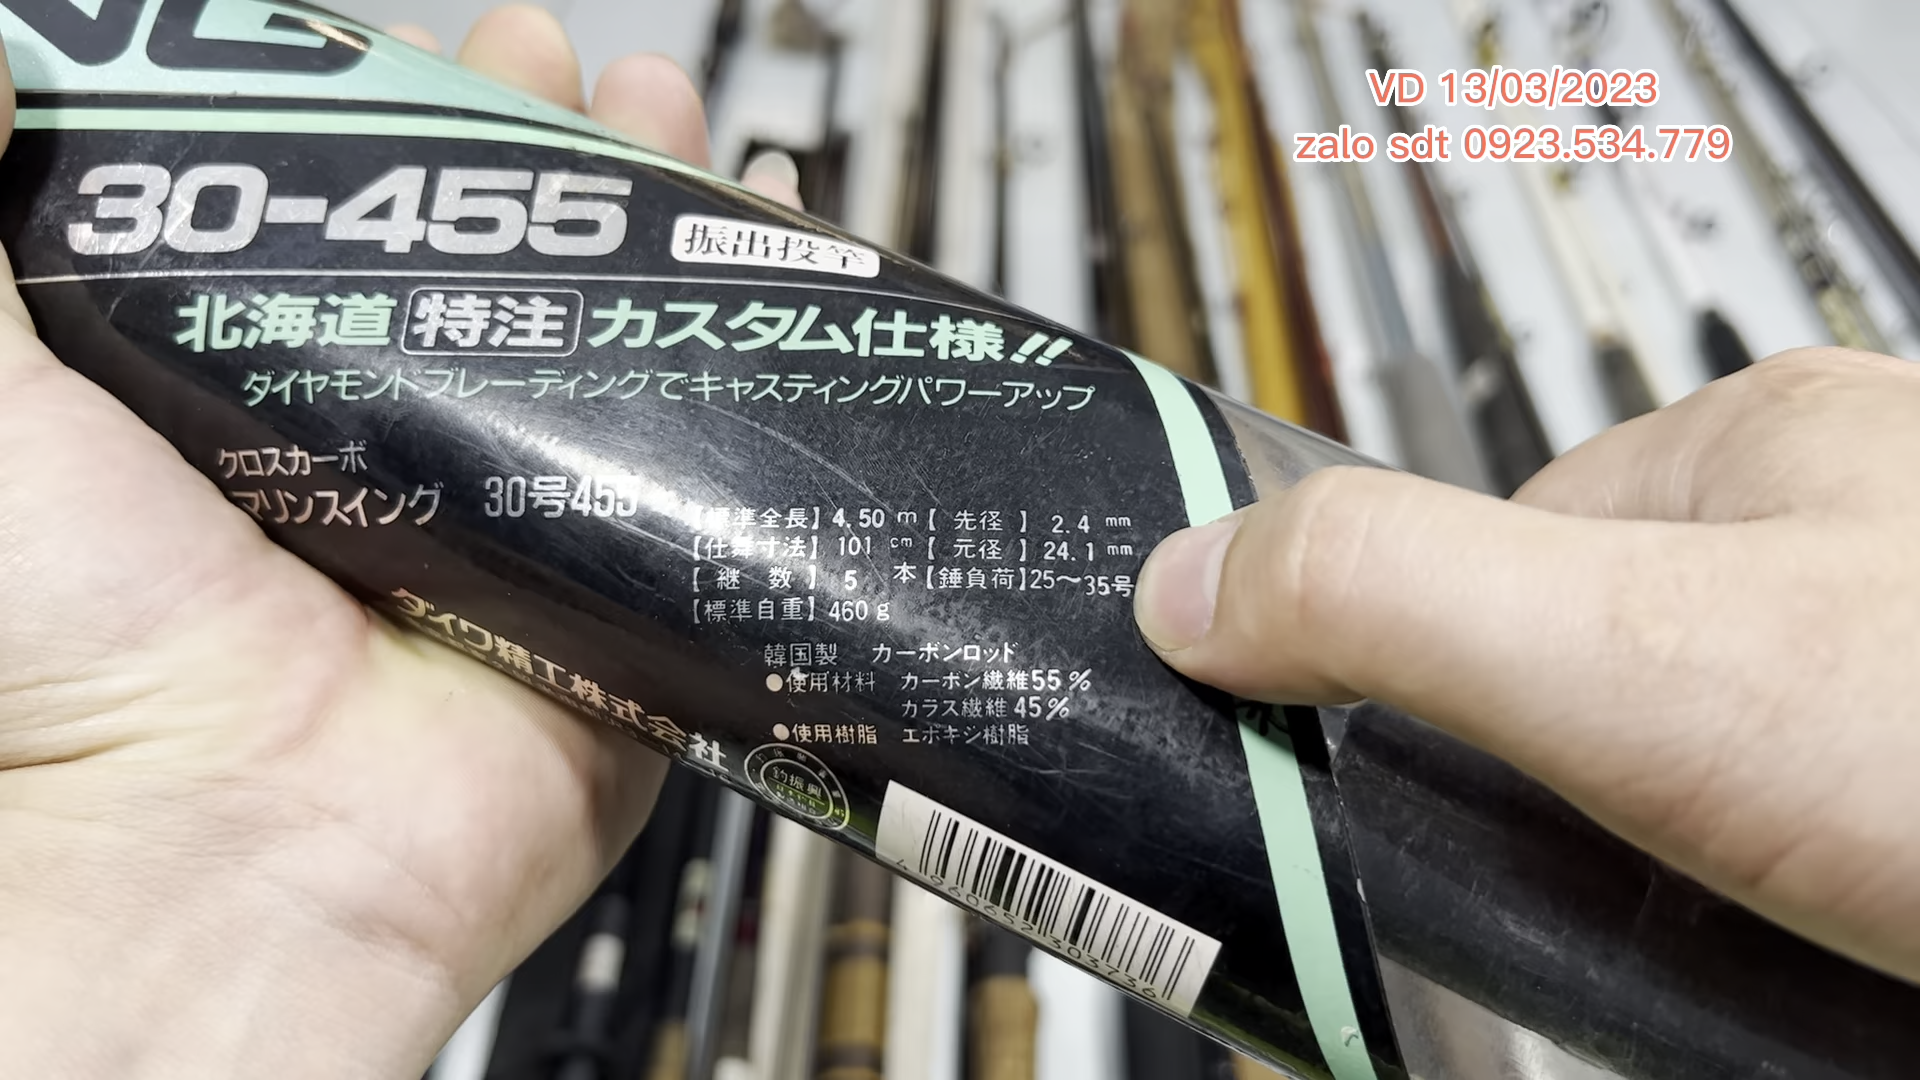 VD 13/03/2023
zalo sdt 0923.534.779
NG
30-455 振出投竿
北海道 特注 カスタム仕様!!
ダイヤモンドブレーディングでキャスティングパワーアップ
クロスカーボ
マリンスイング 30号455
【標準全長】4.50 m【先径】2.4 mm
【仕舞寸法】101 cm【元径】24.1 mm
【継数】5 本【錘負荷】25〜35号
【標準自重】460 g
韓国製 カーボンロッド
●使用材料 カーボン繊維55%
ガラス繊維45%
●使用樹脂 エポキシ樹脂
ダイワ精工株式会社
釣振興
4 960652 303736